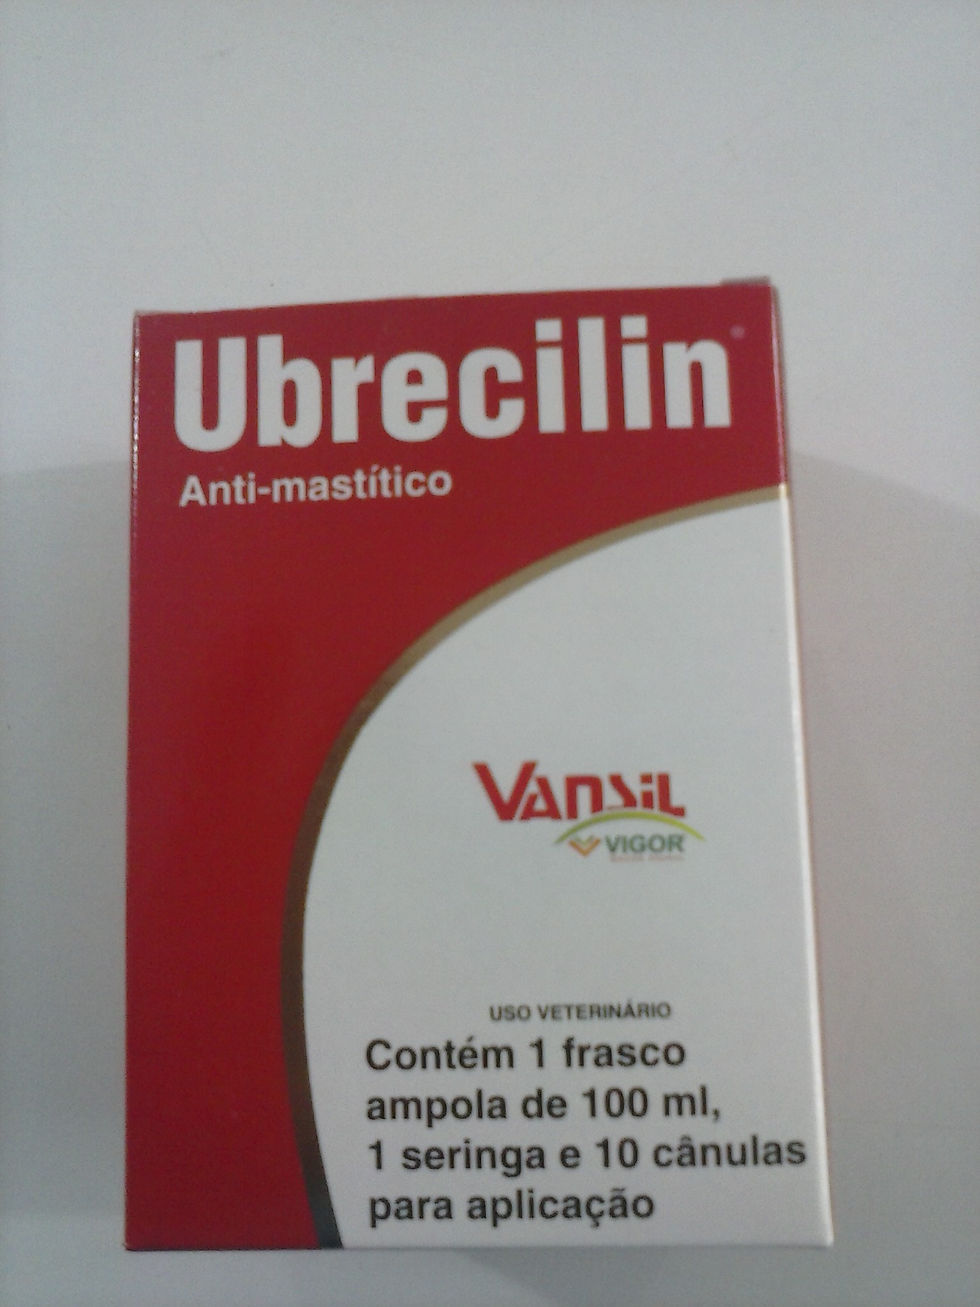 Ubrecilin®
Anti-mastítico
Vansil
VIGOR
USO VETERINÁRIO
Contém 1 frasco
ampola de 100 ml,
1 seringa e 10 cânulas
para aplicação